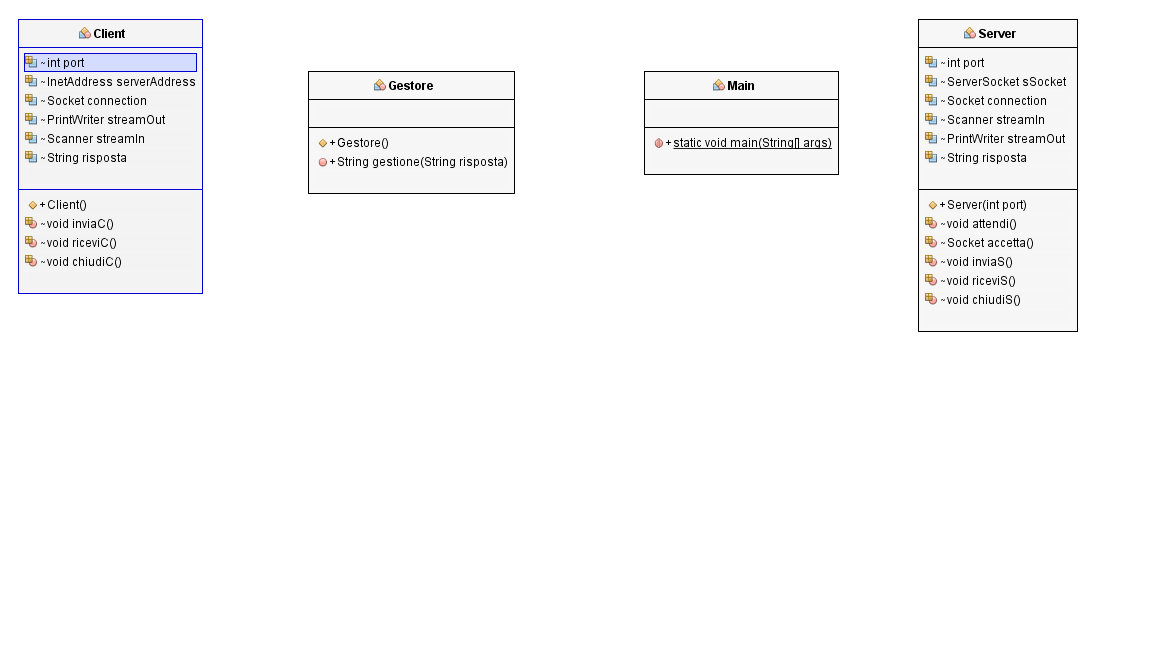 Client
~int port
~InetAddress serverAddress
~Socket connection
~PrintWriter streamOut
~Scanner streamIn
~String risposta
+Client()
~void inviaC()
~void riceviC()
~void chiudiC()
Gestore
+Gestore()
+String gestione(String risposta)
Main
+static void main(String[] args)
Server
~int port
~ServerSocket sSocket
~Socket connection
~Scanner streamIn
~PrintWriter streamOut
~String risposta
+Server(int port)
~void attendi()
~Socket accetta()
~void inviaS()
~void riceviS()
~void chiudiS()